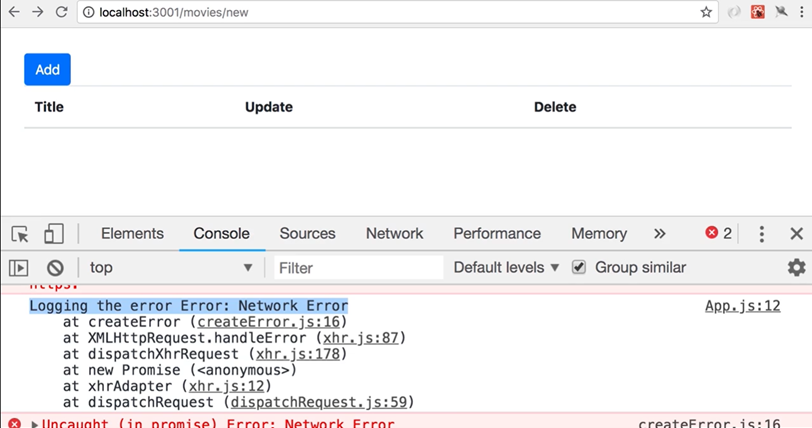 localhost:3001/movies/new
Add
Title Update Delete
Elements Console Sources Network Performance Memory » 2
top Filter Default levels Group similar
https.
Logging the error Error: Network Error App.js:12
at createError (createError.js:16)
at XMLHttpRequest.handleError (xhr.js:87)
at dispatchXhrRequest (xhr.js:178)
at new Promise (<anonymous>)
at xhrAdapter (xhr.js:12)
at dispatchRequest (dispatchRequest.js:59)
Uncaught (in promise) Error: Network Error createError.js:16